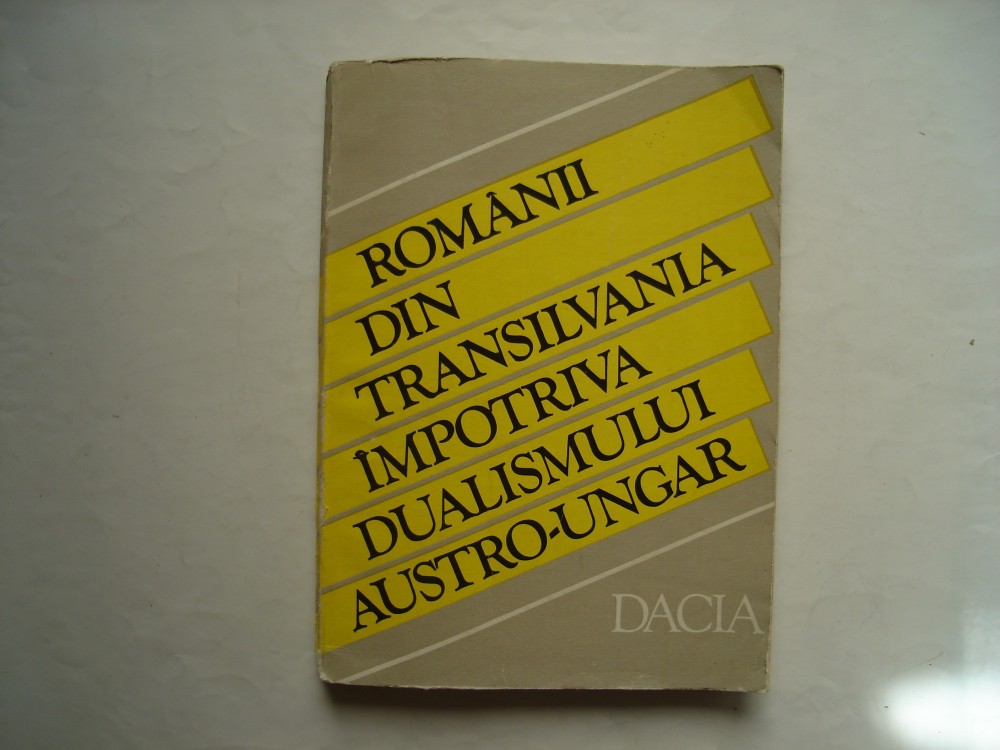 ROMÂNII
DIN
TRANSILVANIA
ÎMPOTRIVA
DUALISMULUI
AUSTRO-UNGAR
DACIA